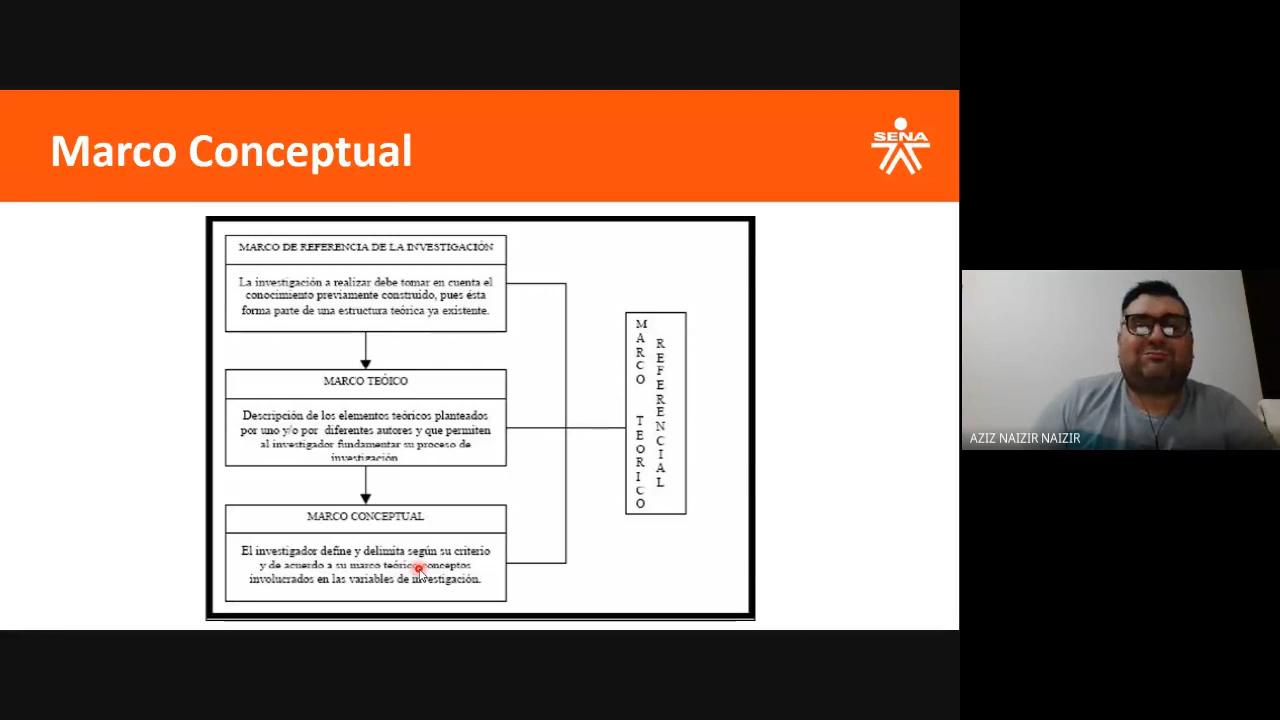 Marco Conceptual
SENA
MARCO DE REFERENCIA DE LA INVESTIGACIÓN
La investigación a realizar debe tomar en cuenta el
conocimiento previamente construido, pues ésta
forma parte de una estructura teórica ya existente.
MARCO TEÓICO
Descripción de los elementos teóricos planteados
por uno y/o por diferentes autores y que permiten
al investigador fundamentar su proceso de
investigación
MARCO CONCEPTUAL
El investigador define y delimita según su criterio
y de acuerdo a su marco teórico conceptos
involucrados en las variables de investigación.
MARCO TEORICO
REFERENCIAL
AZIZ NAIZIR NAIZIR